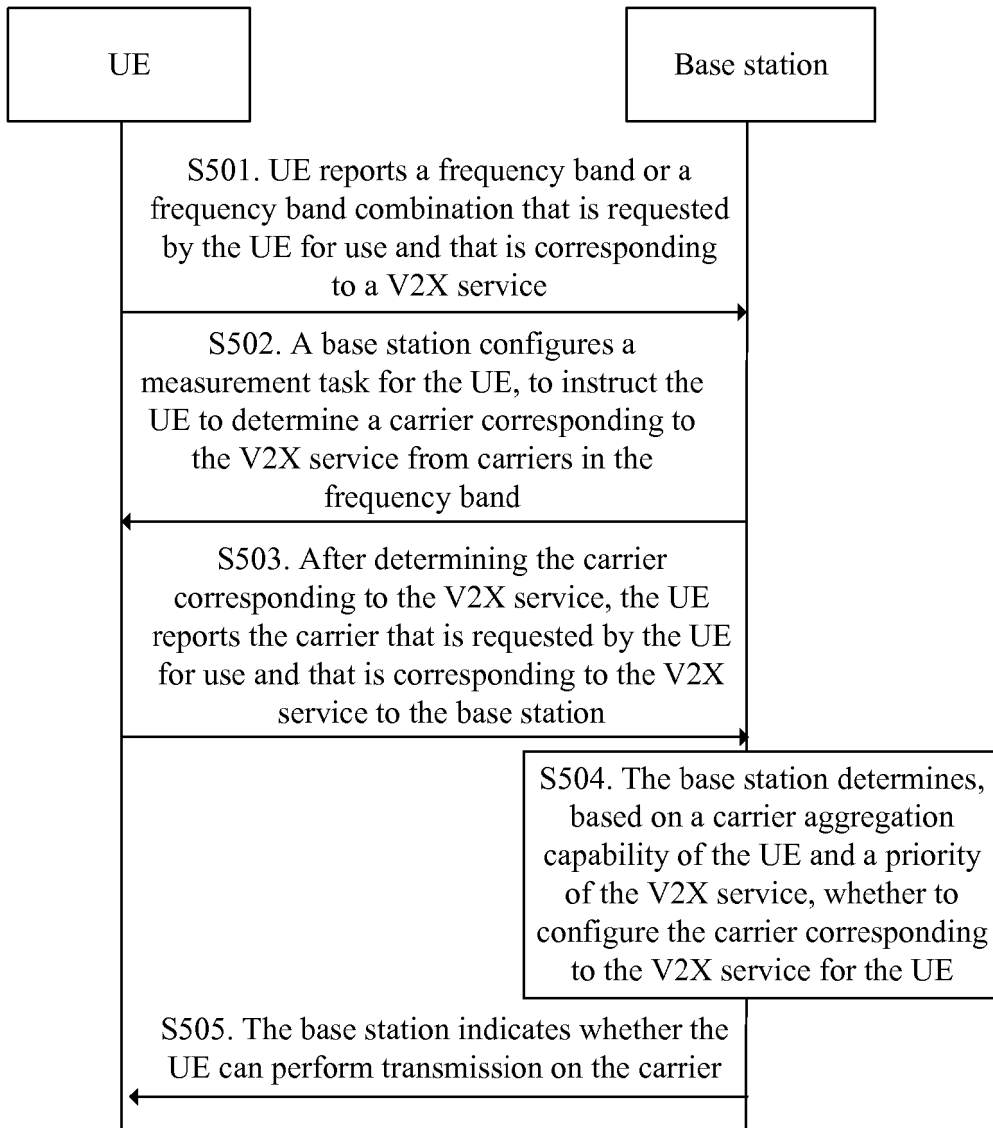 UE
Base station
S501. UE reports a frequency band or a
frequency band combination that is requested
by the UE for use and that is corresponding
to a V2X service
S502. A base station configures a
measurement task for the UE, to instruct the
UE to determine a carrier corresponding to
the V2X service from carriers in the
frequency band
S503. After determining the carrier
corresponding to the V2X service, the UE
reports the carrier that is requested by the UE
for use and that is corresponding to the V2X
service to the base station
S504. The base station determines,
based on a carrier aggregation
capability of the UE and a priority
of the V2X service, whether to
configure the carrier corresponding
to the V2X service for the UE
S505. The base station indicates whether the
UE can perform transmission on the carrier